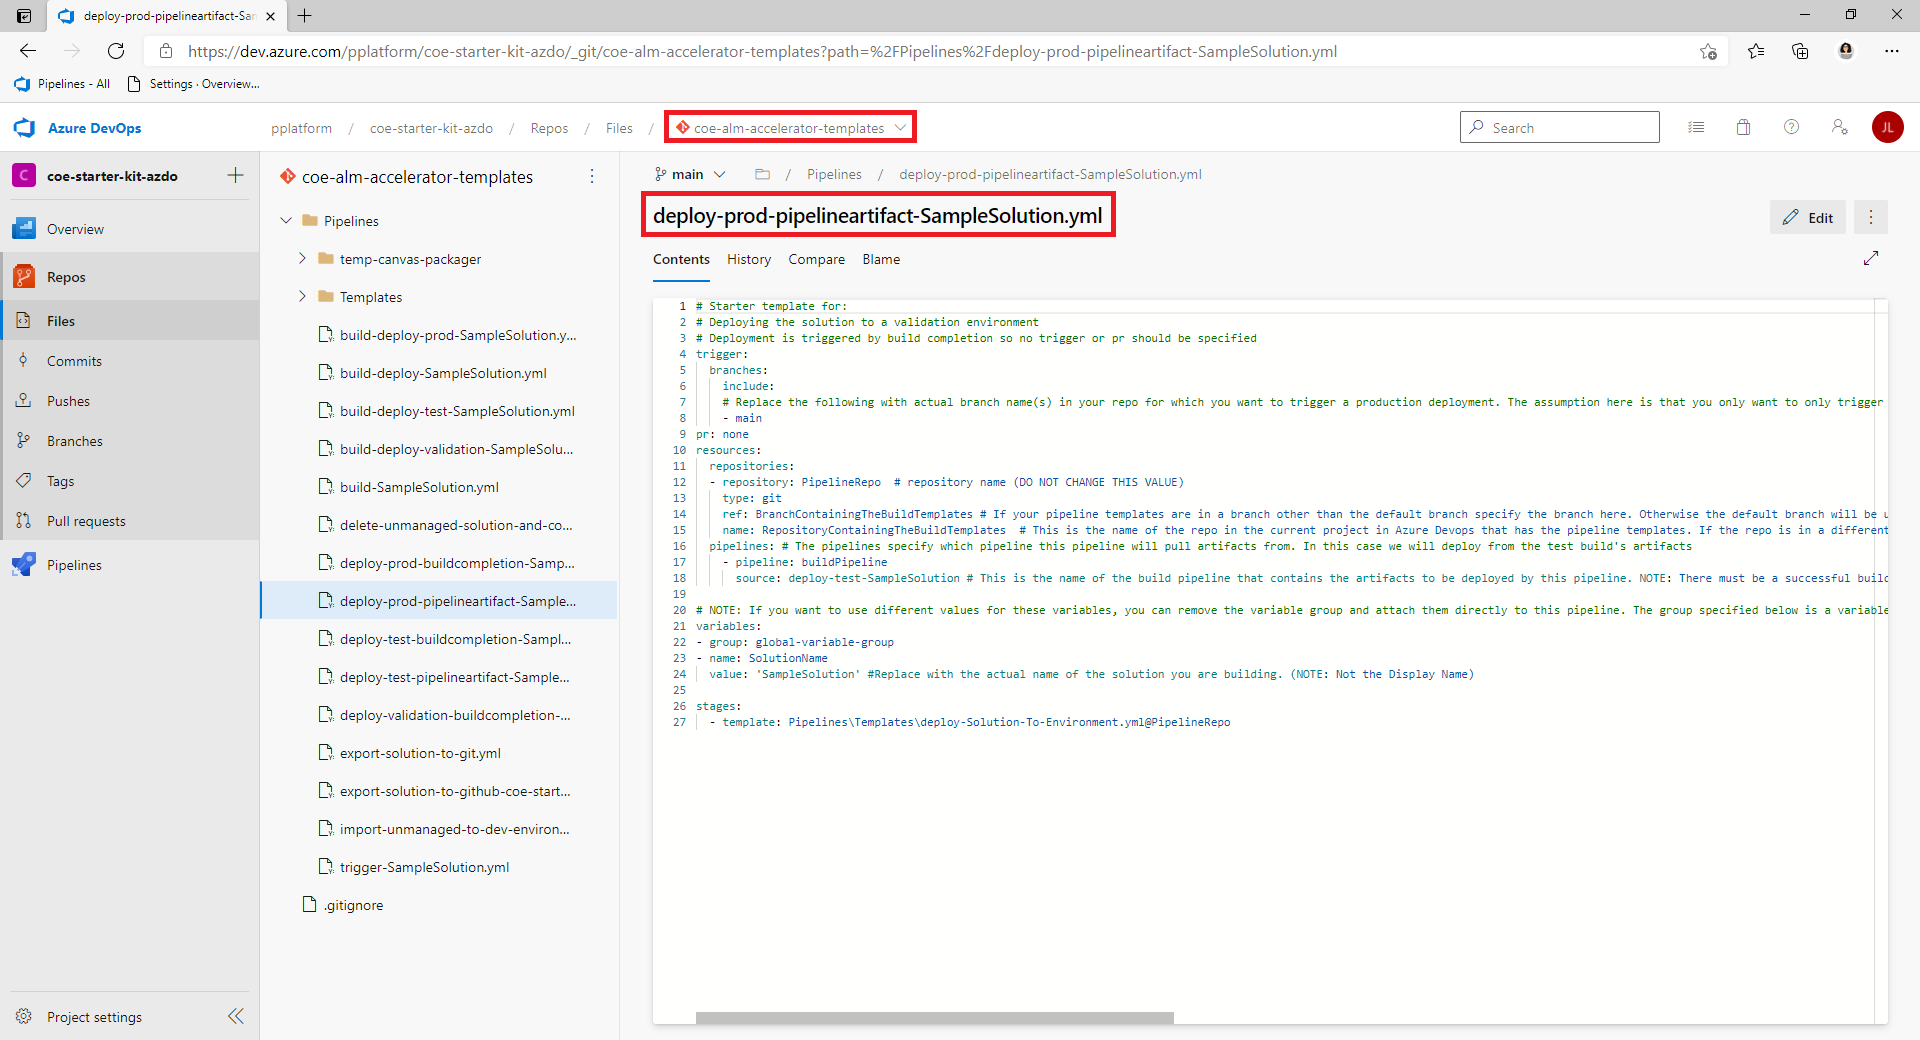 deploy-prod-pipelineartifact-Sam
https://dev.azure.com/pplatform/coe-starter-kit-azdo/_git/coe-alm-accelerator-templates?path=%2FPipelines%2Fdeploy-prod-pipelineartifact-SampleSolution.yml
Pipelines - All
Settings · Overview...
Azure DevOps
pplatform / coe-starter-kit-azdo / Repos / Files / coe-alm-accelerator-templates
Search
JL
C coe-starter-kit-azdo
Overview
Repos
Files
Commits
Pushes
Branches
Tags
Pull requests
Pipelines
Project settings
coe-alm-accelerator-templates
Pipelines
temp-canvas-packager
Templates
build-deploy-prod-SampleSolution.y...
build-deploy-SampleSolution.yml
build-deploy-test-SampleSolution.yml
build-deploy-validation-SampleSolu...
build-SampleSolution.yml
delete-unmanaged-solution-and-co...
deploy-prod-buildcompletion-Samp...
deploy-prod-pipelineartifact-Sample...
deploy-test-buildcompletion-Sampl...
deploy-test-pipelineartifact-Sample...
deploy-validation-buildcompletion-...
export-solution-to-git.yml
export-solution-to-github-coe-start...
import-unmanaged-to-dev-environ...
trigger-SampleSolution.yml
.gitignore
main / Pipelines / deploy-prod-pipelineartifact-SampleSolution.yml
deploy-prod-pipelineartifact-SampleSolution.yml
Edit
Contents History Compare Blame
1 # Starter template for:
2 # Deploying the solution to a validation environment
3 # Deployment is triggered by build completion so no trigger or pr should be specified
4 trigger:
5 branches:
6 include:
7 # Replace the following with actual branch name(s) in your repo for which you want to trigger a production deployment. The assumption here is that you only want to only trigger
8 - main
9 pr: none
10 resources:
11 repositories:
12 - repository: PipelineRepo # repository name (DO NOT CHANGE THIS VALUE)
13 type: git
14 ref: BranchContainingTheBuildTemplates # If your pipeline templates are in a branch other than the default branch specify the branch here. Otherwise the default branch will be u
15 name: RepositoryContainingTheBuildTemplates # This is the name of the repo in the current project in Azure Devops that has the pipeline templates. If the repo is in a different
16 pipelines: # The pipelines specify which pipeline this pipeline will pull artifacts from. In this case we will deploy from the test build's artifacts
17 - pipeline: buildPipeline
18 source: deploy-test-SampleSolution # This is the name of the build pipeline that contains the artifacts to be deployed by this pipeline. NOTE: There must be a successful build
19
20 # NOTE: If you want to use different values for these variables, you can remove the variable group and attach them directly to this pipeline. The group specified below is a variable
21 variables:
22 - group: global-variable-group
23 - name: SolutionName
24 value: 'SampleSolution' #Replace with the actual name of the solution you are building. (NOTE: Not the Display Name)
25
26 stages:
27 - template: Pipelines\Templates\deploy-Solution-To-Environment.yml@PipelineRepo